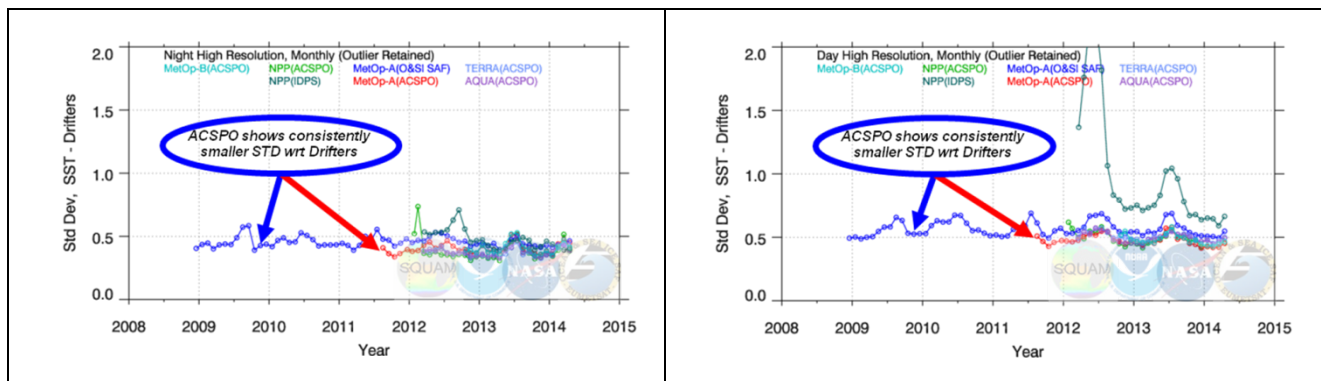 2.0
1.5
1.0
0.5
0.0
Std Dev, SST - Drifters
Night High Resolution, Monthly (Outlier Retained)
MetOp-B(ACSPO) NPP(ACSPO) MetOp-A(O&SI SAF) TERRA(ACSPO)
NPP(IDPS) MetOp-A(ACSPO) AQUA(ACSPO)
ACSPO shows consistently
smaller STD wrt Drifters
SQUAM
NASA
2008 2009 2010 2011 2012 2013 2014 2015
Year
2.0
1.5
1.0
0.5
0.0
Std Dev, SST - Drifters
Day High Resolution, Monthly (Outlier Retained)
MetOp-B(ACSPO) NPP(ACSPO) MetOp-A(O&SI SAF) TERRA(ACSPO)
NPP(IDPS) MetOp-A(ACSPO) AQUA(ACSPO)
ACSPO shows consistently
smaller STD wrt Drifters
SQUAM
NOAA
NASA
2008 2009 2010 2011 2012 2013 2014 2015
Year